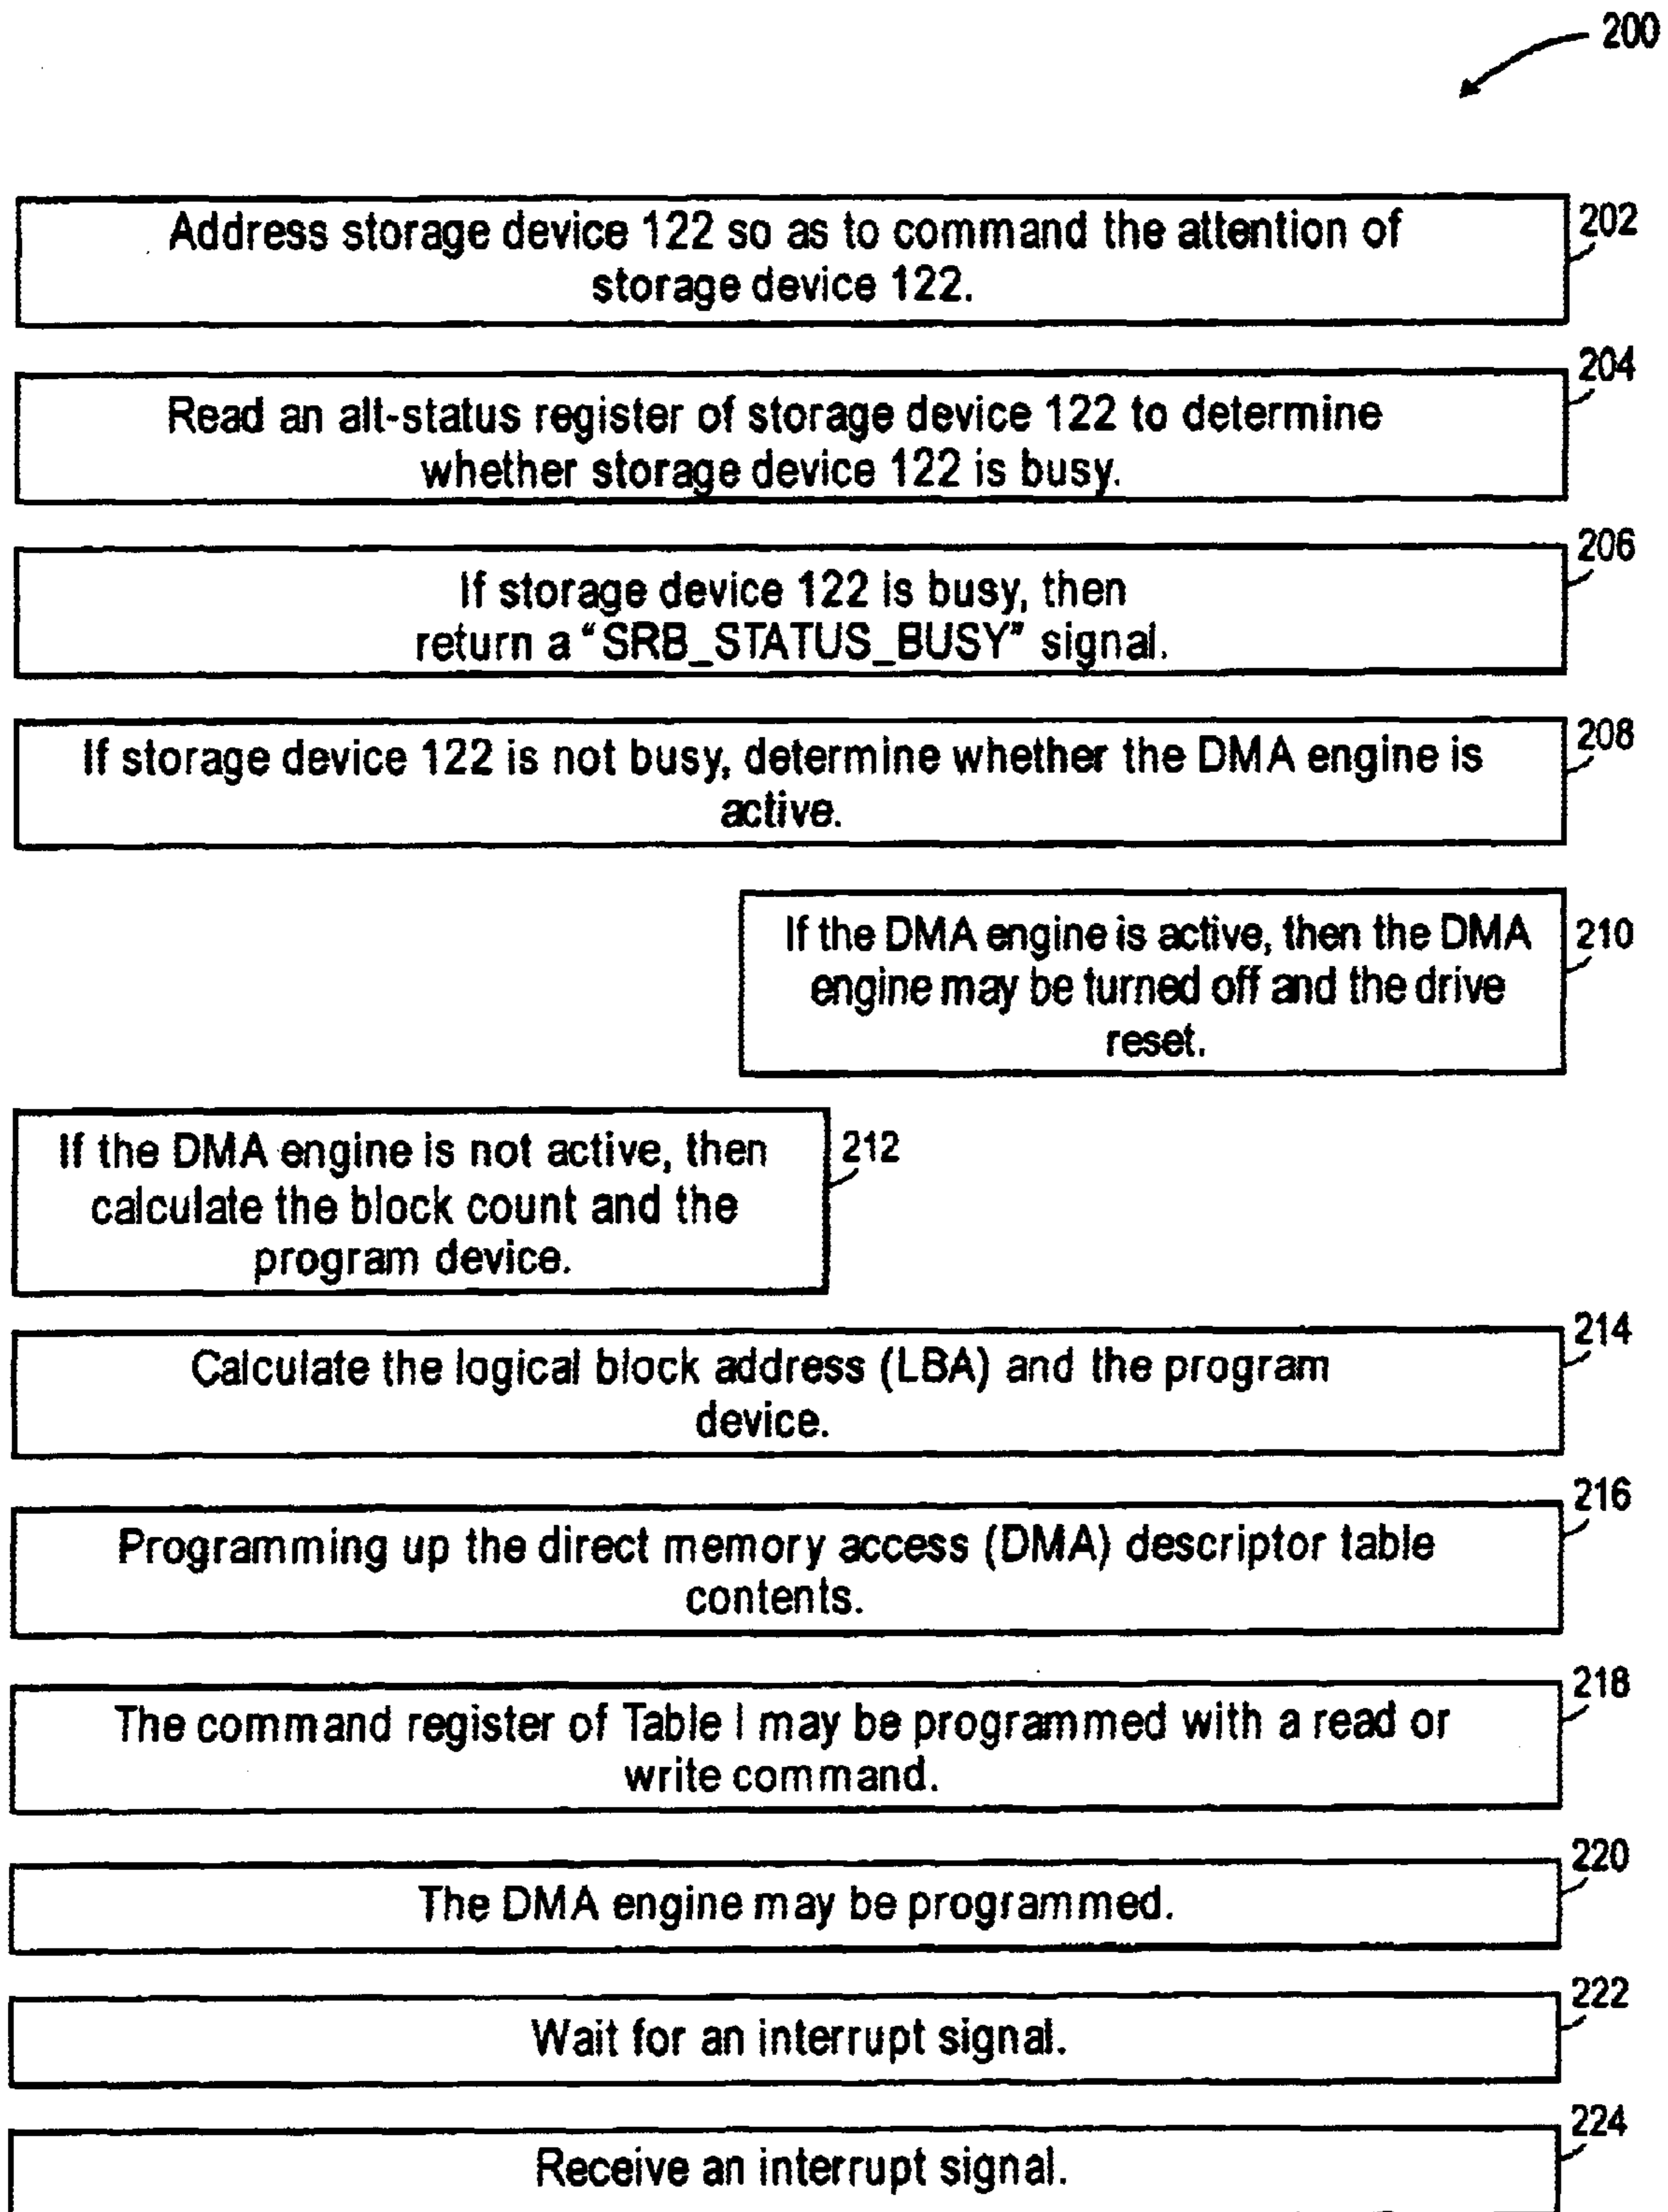 200
Address storage device 122 so as to command the attention of
storage device 122.
202
Read an alt-status register of storage device 122 to determine
whether storage device 122 is busy.
204
If storage device 122 is busy, then
return a "SRB_STATUS_BUSY" signal.
206
If storage device 122 is not busy, determine whether the DMA engine is
active.
208
If the DMA engine is active, then the DMA
engine may be turned off and the drive
reset.
210
If the DMA engine is not active, then
calculate the block count and the
program device.
212
Calculate the logical block address (LBA) and the program
device.
214
Programming up the direct memory access (DMA) descriptor table
contents.
216
The command register of Table I may be programmed with a read or
write command.
218
The DMA engine may be programmed.
220
Wait for an interrupt signal.
222
Receive an interrupt signal.
224